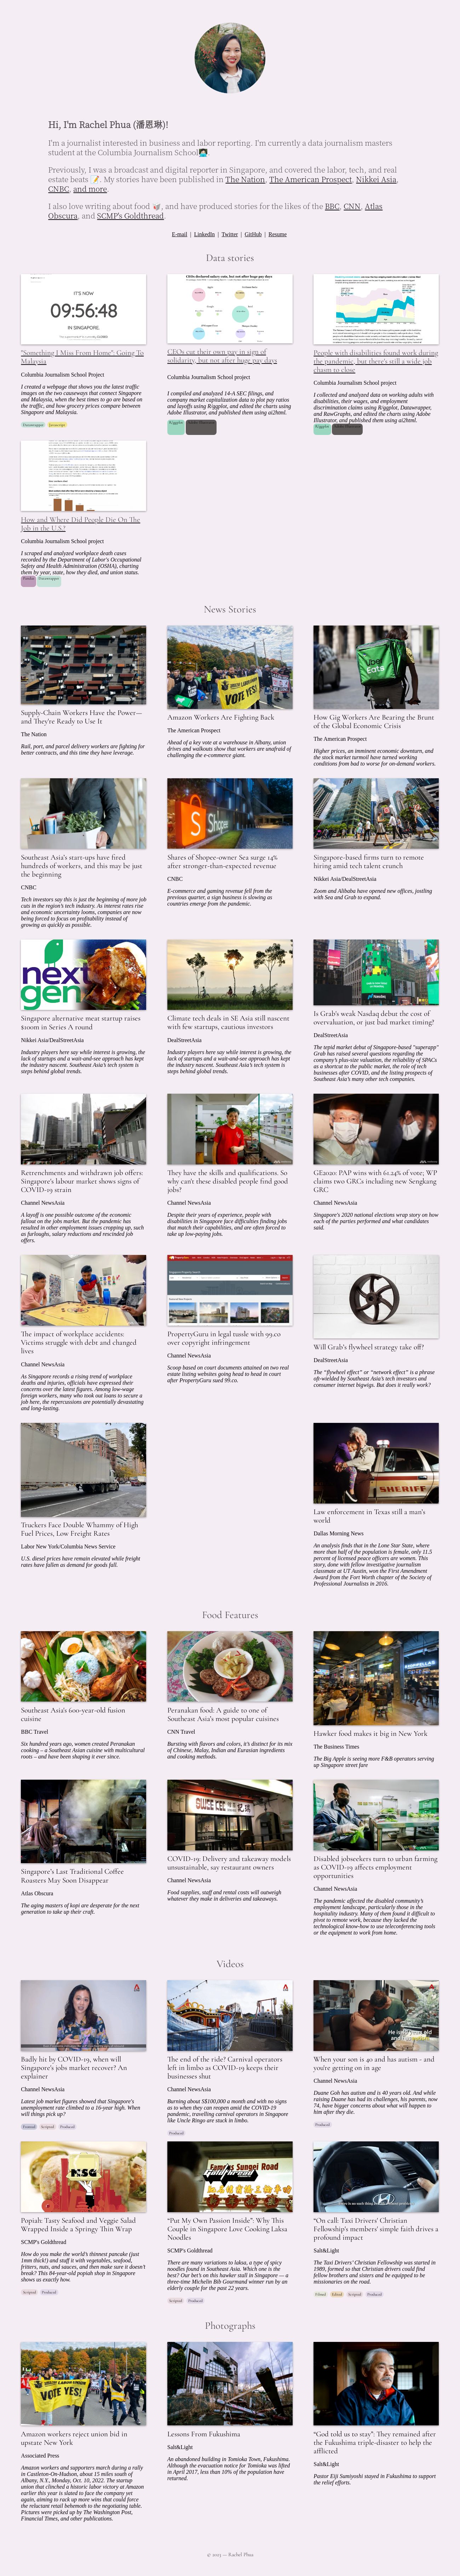 Hi, I'm Rachel Phua (潘恩琳)!
I'm a journalist interested in business and labor reporting. I'm currently a data journalism masters
student at the Columbia Journalism School
Previously, I was a broadcast and digital reporter in Singapore, and covered the labor, tech, and real
estate beats 📝. My stories have been published in The Nation, The American Prospect, Nikkei Asia,
CNBC, and more.
I also love writing about food 🥡, and have produced stories for the likes of the BBC, CNN, Atlas
Obscura, and SCMP's Goldthread.
E-mail | LinkedIn | Twitter | GitHub | Resume
Data stories
IT'S NOW
09:56:48
IN SINGAPORE.
"Something I Miss From Home": Going To
Malaysia
Columbia Journalism School Project
I created a webpage that shows the latest traffic
images on the two causeways that connect Singapore
and Malaysia, when the best times to go are based on
the traffic, and how grocery prices compare between
Singapore and Malaysia.
Datawrapper Javascript
CEOs cut their own pay in sign of
solidarity, but not after huge pay days
Columbia Journalism School project
I compiled and analyzed 14A SEC filings, and
company market capitalization data to plot pay ratios
and layoffs using R/ggplot, and edited the charts using
Adobe Illustrator, and published them using ai2html.
People with disabilities found work during
the pandemic, but there's still a wide job
chasm to close
Columbia Journalism School project
I collected and analyzed data on working adults with
disabilities, their wages, and employment
discrimination claims using R/ggplot, Datawrapper,
and RawGraphs, and edited the charts using Adobe
Illustrator, and published them using ai2html.
How and Where Did People Die On The
Job in the U.S.?
Columbia Journalism School project
I scraped and analyzed workplace death cases
recorded by the Department of Labor's Occupational
Safety and Health Administration (OSHA), charting
them by year, state, how they died, and union status.
Pandas Datawrapper
News Stories
Supply-Chain Workers Have the Power—
and They're Ready to Use It
The Nation
Rail, port, and parcel delivery workers are fighting for
better contracts, and this time they have leverage.
VOTE YES!
Amazon Workers Are Fighting Back
The American Prospect
Ahead of a key vote at a warehouse in Albany, union
drives and walkouts show that workers are unafraid of
challenging the e-commerce giant.
Uber
Eats
How Gig Workers Are Bearing the Brunt
of the Global Economic Crisis
The American Prospect
Higher prices, an imminent economic downturn, and
the stock market turmoil have turned working
conditions from bad to worse for on-demand workers.
Southeast Asia's start-ups have fired
hundreds of workers, and this may be just
the beginning
CNBC
Tech investors say this is just the beginning of more job
cuts in the region's tech industry. As interest rates rise
and economic uncertainty looms, companies are now
being forced to focus on profitability instead of
growing as quickly as possible.
Shopee
Shares of Shopee-owner Sea surge 14%
after stronger-than-expected revenue
CNBC
E-commerce and gaming revenue fell from the
previous quarter, a sign business is slowing as
countries emerge from the pandemic.
Singapore-based firms turn to remote
hiring amid tech talent crunch
Nikkei Asia/DealStreetAsia
Zoom and Alibaba have opened new offices, jostling
with Sea and Grab to expand.
next
gen
Singapore alternative meat startup raises
$100m in Series A round
Nikkei Asia/DealStreetAsia
Industry players here say while interest is growing, the
lack of startups and a wait-and-see approach has kept
the industry nascent. Southeast Asia's tech system is
steps behind global trends.
Climate tech deals in SE Asia still nascent
with few startups, cautious investors
DealStreetAsia
Industry players here say while interest is growing, the
lack of startups and a wait-and-see approach has kept
the industry nascent. Southeast Asia's tech system is
steps behind global trends.
Is Grab's weak Nasdaq debut the cost of
overvaluation, or just bad market timing?
DealStreetAsia
The tepid market debut of Singapore-based "superapp"
Grab has raised several questions regarding the
company's plus-size valuation, the reliability of SPACs
as a shortcut to the public market, the role of tech
businesses after COVID, and the listing prospects of
Southeast Asia's many other tech companies.
Retrenchments and withdrawn job offers:
Singapore's labour market shows signs of
COVID-19 strain
Channel NewsAsia
A layoff is one possible outcome of the economic
fallout on the jobs market. But the pandemic has
resulted in other employment issues cropping up, such
as furloughs, salary reductions and rescinded job
offers.
They have the skills and qualifications. So
why can't these disabled people find good
jobs?
Channel NewsAsia
Despite their years of experience, people with
disabilities in Singapore face difficulties finding jobs
that match their capabilities, and are often forced to
take up low-paying jobs.
GE2020: PAP wins with 61.24% of vote; WP
claims two GRCs including new Sengkang
GRC
Channel NewsAsia
Singapore's 2020 national elections wrap story on how
each of the parties performed and what candidates
said.
The impact of workplace accidents:
Victims struggle with debt and changed
lives
Channel NewsAsia
As Singapore records a rising trend of workplace
deaths and injuries, officials have expressed their
concerns over the latest figures. Among low-wage
foreign workers, many who took out loans to secure a
job here, the repercussions are potentially devastating
and long-lasting.
PropertyGuru in legal tussle with 99.co
over copyright infringement
Channel NewsAsia
Scoop based on court documents attained on two real
estate listing websites going head to head in court
after PropertyGuru sued 99.co.
Will Grab's flywheel strategy take off?
DealStreetAsia
The "flywheel effect" or "network effect" is a phrase
oft-wielded by Southeast Asia's tech investors and
consumer internet bigwigs. But does it really work?
Truckers Face Double Whammy of High
Fuel Prices, Low Freight Rates
Labor New York/Columbia News Service
U.S. diesel prices have remain elevated while freight
rates have fallen as demand for goods fall.
SHERIFF
Law enforcement in Texas still a man's
world
Dallas Morning News
An analysis finds that in the Lone Star State, where
more than half of the population is female, only 11.5
percent of licensed peace officers are women. This
story, done with fellow investigative journalism
classmate at UT Austin, won the First Amendment
Award from the Fort Worth chapter of the Society of
Professional Journalists in 2016.
Food Features
Southeast Asia's 600-year-old fusion
cuisine
BBC Travel
Six hundred years ago, women created Peranakan
cooking – a Southeast Asian cuisine with multicultural
roots – and have been shaping it ever since.
Peranakan food: A guide to one of
Southeast Asia's most popular cuisines
CNN Travel
Bursting with flavors and colors, it's distinct for its mix
of Chinese, Malay, Indian and Eurasian ingredients
and cooking methods.
Hawker food makes it big in New York
The Business Times
The Big Apple is seeing more F&B operators serving
up Singapore street fare
Singapore's Last Traditional Coffee
Roasters May Soon Disappear
Atlas Obscura
The aging masters of kopi are desperate for the next
generation to take up their craft.
COVID-19: Delivery and takeaway models
unsustainable, say restaurant owners
Channel NewsAsia
Food supplies, staff and rental costs will outweigh
whatever they make in deliveries and takeaways.
Disabled jobseekers turn to urban farming
as COVID-19 affects employment
opportunities
Channel NewsAsia
The pandemic affected the disabled community's
employment landscape, particularly those in the
hospitality industry. Many of them found it difficult to
pivot to remote work, because they lacked the
technological know-how to use teleconferencing tools
or the equipment to work from home.
Videos
Badly hit by COVID-19, when will
Singapore's jobs market recover? An
explainer
Channel NewsAsia
Latest job market figures showed that Singapore's
unemployment rate climbed to a 16-year high. When
will things pick up?
Fronted Scripted Produced
The end of the ride? Carnival operators
left in limbo as COVID-19 keeps their
businesses shut
Channel NewsAsia
Burning about S$100,000 a month and with no signs
as to when they can reopen amid the COVID-19
pandemic, travelling carnival operators in Singapore
like Uncle Ringo are stuck in limbo.
Produced
When your son is 40 and has autism - and
you're getting on in age
Channel NewsAsia
Duane Goh has autism and is 40 years old. And while
raising Duane has had its challenges, his parents, now
74, have bigger concerns about what will happen to
him after they die.
Produced
Popiah: Tasty Seafood and Veggie Salad
Wrapped Inside a Springy Thin Wrap
SCMP's Goldthread
How do you make the world's thinnest pancake (just
1mm thick!) and stuff it with vegetables, seafood,
fritters, nuts, and sauces, and then make sure it doesn't
break? This 84-year-old popiah shop in Singapore
shows us exactly how.
Scripted Produced
Famous Sungei Road
"Put My Own Passion Inside": Why This
Couple in Singapore Love Cooking Laksa
Noodles
SCMP's Goldthread
There are many variations to laksa, a type of spicy
noodles found in Southeast Asia. Which one is the
best? Our bet's on this hawker stall in Singapore — a
three-time Michelin Bib Gourmand winner run by an
elderly couple for the past 22 years.
Scripted Produced
"On call: Taxi Drivers' Christian
Fellowship's members' simple faith drives a
profound impact
Salt&Light
The Taxi Drivers' Christian Fellowship was started in
1989, formed so that Christian drivers could find
fellow brothers and sisters and be equipped to be
missionaries on the road.
Filmed Edited Scripted Produced
Photographs
VOTE YES!
Amazon workers reject union bid in
upstate New York
Associated Press
Amazon workers and supporters march during a rally
in Castleton-On-Hudson, about 15 miles south of
Albany, N.Y., Monday, Oct. 10, 2022. The startup
union that clinched a historic labor victory at Amazon
earlier this year is slated to face the company yet
again, aiming to rack up more wins that could force
the reluctant retail behemoth to the negotiating table.
Pictures were picked up by The Washington Post,
Financial Times, and other publications.
Lessons From Fukushima
Salt&Light
An abandoned building in Tomioka Town, Fukushima.
Although the evacuation notice for Tomioka was lifted
in April 2017, less than 10% of the population have
returned.
"God told us to stay": They remained after
the Fukushima triple-disaster to help the
afflicted
Salt&Light
Pastor Eiji Sumiyoshi stayed in Fukushima to support
the relief efforts.
© 2023 — Rachel Phua